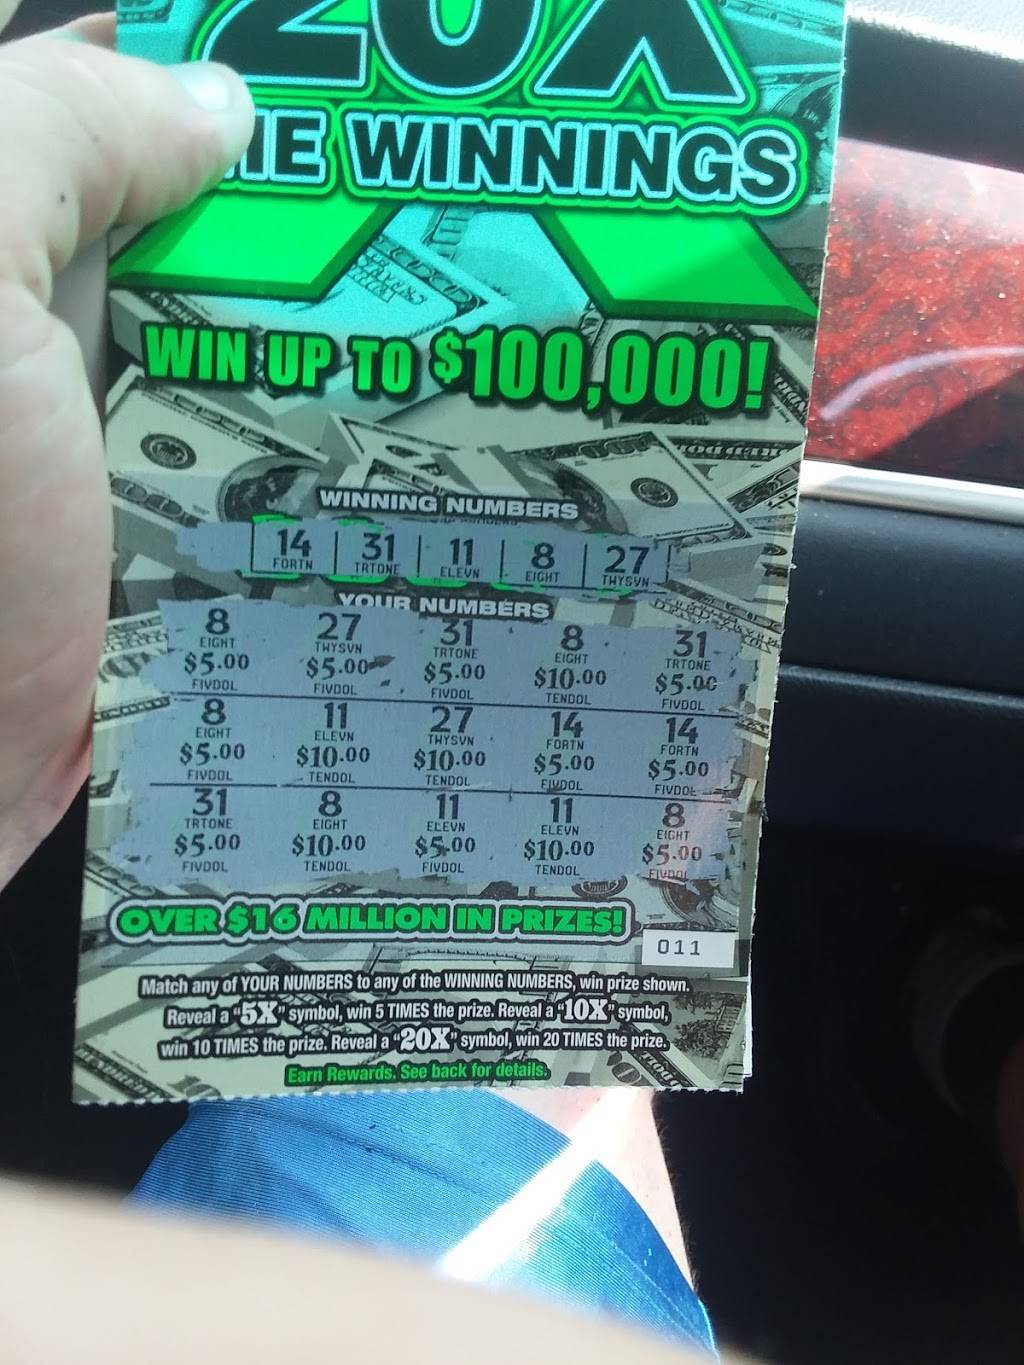 20X
WINNINGS
WIN UP TO $100,000!
WINNING NUMBERS
14 31 11 8 27
FORTN TRTONE ELEVN EIGHT TWYSVN
YOUR NUMBERS
8 27 31 8 31
EIGHT TWYSVN TRTONE EIGHT TRTONE
$5.00 $5.00 $5.00 $10.00 $5.00
FIVDOL FIVDOL FIVDOL TENDOL FIVDOL
8 11 27 14 14
EIGHT ELEVN TWYSVN FORTN FORTN
$5.00 $10.00 $10.00 $5.00 $5.00
FIVDOL TENDOL TENDOL FIVDOL FIVDOL
31 8 11 11 8
TRTONE EIGHT ELEVN ELEVN EIGHT
$5.00 $10.00 $5.00 $10.00 $5.00
FIVDOL TENDOL FIVDOL TENDOL FIVDOL
OVER $16 MILLION IN PRIZES!
011
Match any of YOUR NUMBERS to any of the WINNING NUMBERS, win prize shown.
Reveal a "5X" symbol, win 5 TIMES the prize. Reveal a "10X" symbol,
win 10 TIMES the prize. Reveal a "20X" symbol, win 20 TIMES the prize.
Earn Rewards. See back for details.